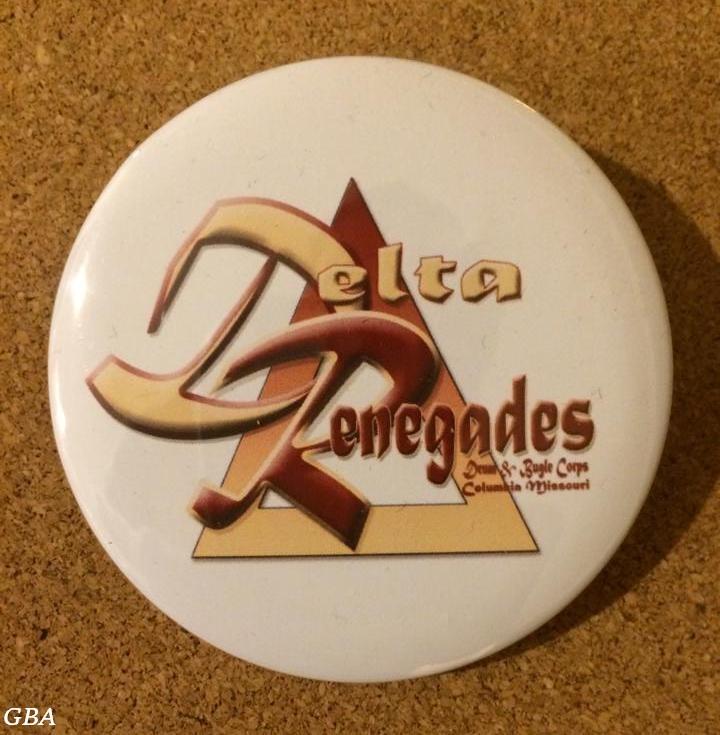 Delta
Renegades
Drum & Bugle Corps
Columbia Missouri
GBA